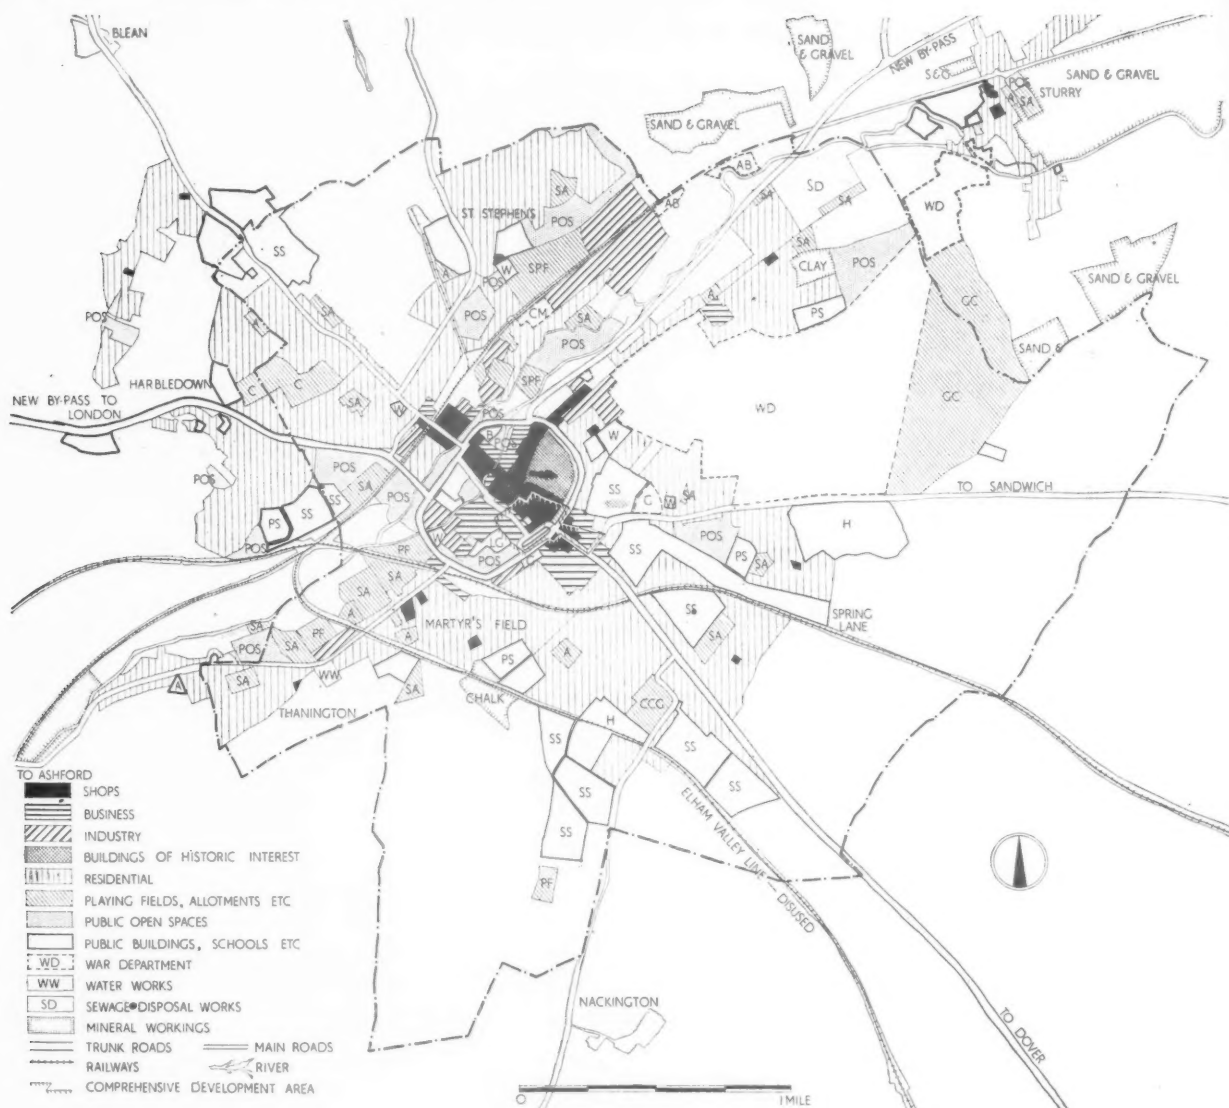 BLEAN
SAND
& GRAVEL
NEW BY-PASS
S&G
POS
SAND & GRAVEL
STURRY
A
SA
SAND & GRAVEL
AB
SD
SA
SA
WD
SA
ST STEPHENS
POS
AB
SS
A
W
POS
SPF
SA
CLAY
POS
SAND & GRAVEL
POS
SA
CM
SA
POS
A
PS
GC
SAND &
A
HARBLEDOWN
C
C
SA
SPF
WD
GC
NEW BY-PASS TO
LONDON
W
POS
B
POS
W
POS
POS
SA
POS
SS
SS
C
W
SA
TO SANDWICH
PS
SS
POS
W
LG
POS
PF
SS
POS
PS
SA
H
SA
SA
A
MARTYR'S FIELD
SS
SA
SPRING
LANE
SA
POS
SA
PF
A
PS
A
A
SA
WW
SA
CHALK
THANINGTON
CCG
H
SS
SS
SS
SS
SS
PF
ELHAM VALLEY LINE — DISUSED
TO DOVER
NACKINGTON
TO ASHFORD
SHOPS
BUSINESS
INDUSTRY
BUILDINGS OF HISTORIC INTEREST
RESIDENTIAL
PLAYING FIELDS, ALLOTMENTS ETC
PUBLIC OPEN SPACES
PUBLIC BUILDINGS, SCHOOLS ETC
WD WAR DEPARTMENT
WW WATER WORKS
SD SEWAGE DISPOSAL WORKS
MINERAL WORKINGS
TRUNK ROADS MAIN ROADS
RAILWAYS RIVER
COMPREHENSIVE DEVELOPMENT AREA
0 1 MILE